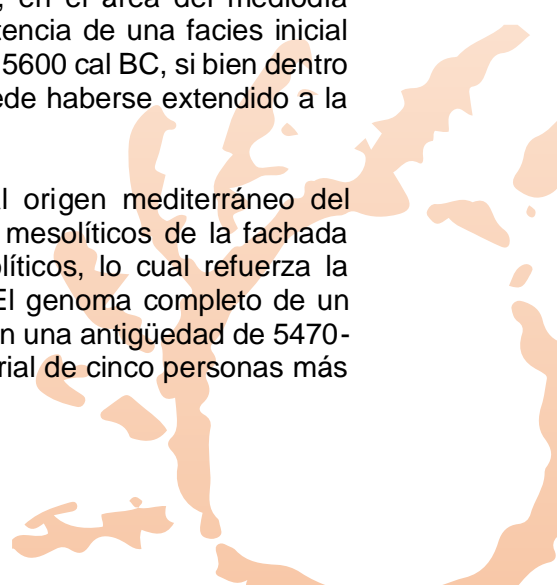 , en el área del mediodía
tencia de una facies inicial
5600 cal BC, si bien dentro
ede haberse extendido a la
l origen mediterráneo del
mesolíticos de la fachada
líticos, lo cual refuerza la
El genoma completo de un
n una antigüedad de 5470-
rial de cinco personas más